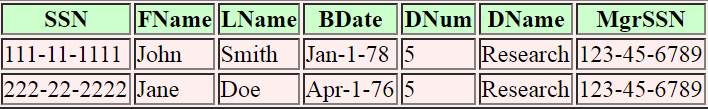 SSN FName LName BDate DNum DName MgrSSN
111-11-1111 John Smith Jan-1-78 5 Research 123-45-6789
222-22-2222 Jane Doe Apr-1-76 5 Research 123-45-6789